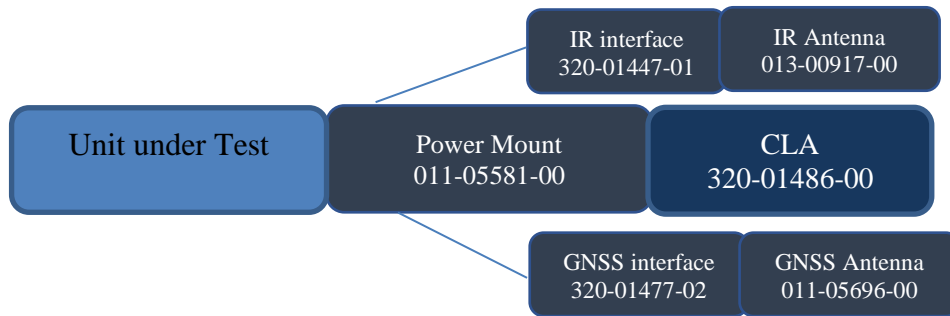 IR interface
320-01447-01
IR Antenna
013-00917-00
Unit under Test
Power Mount
011-05581-00
CLA
320-01486-00
GNSS interface
320-01477-02
GNSS Antenna
011-05696-00